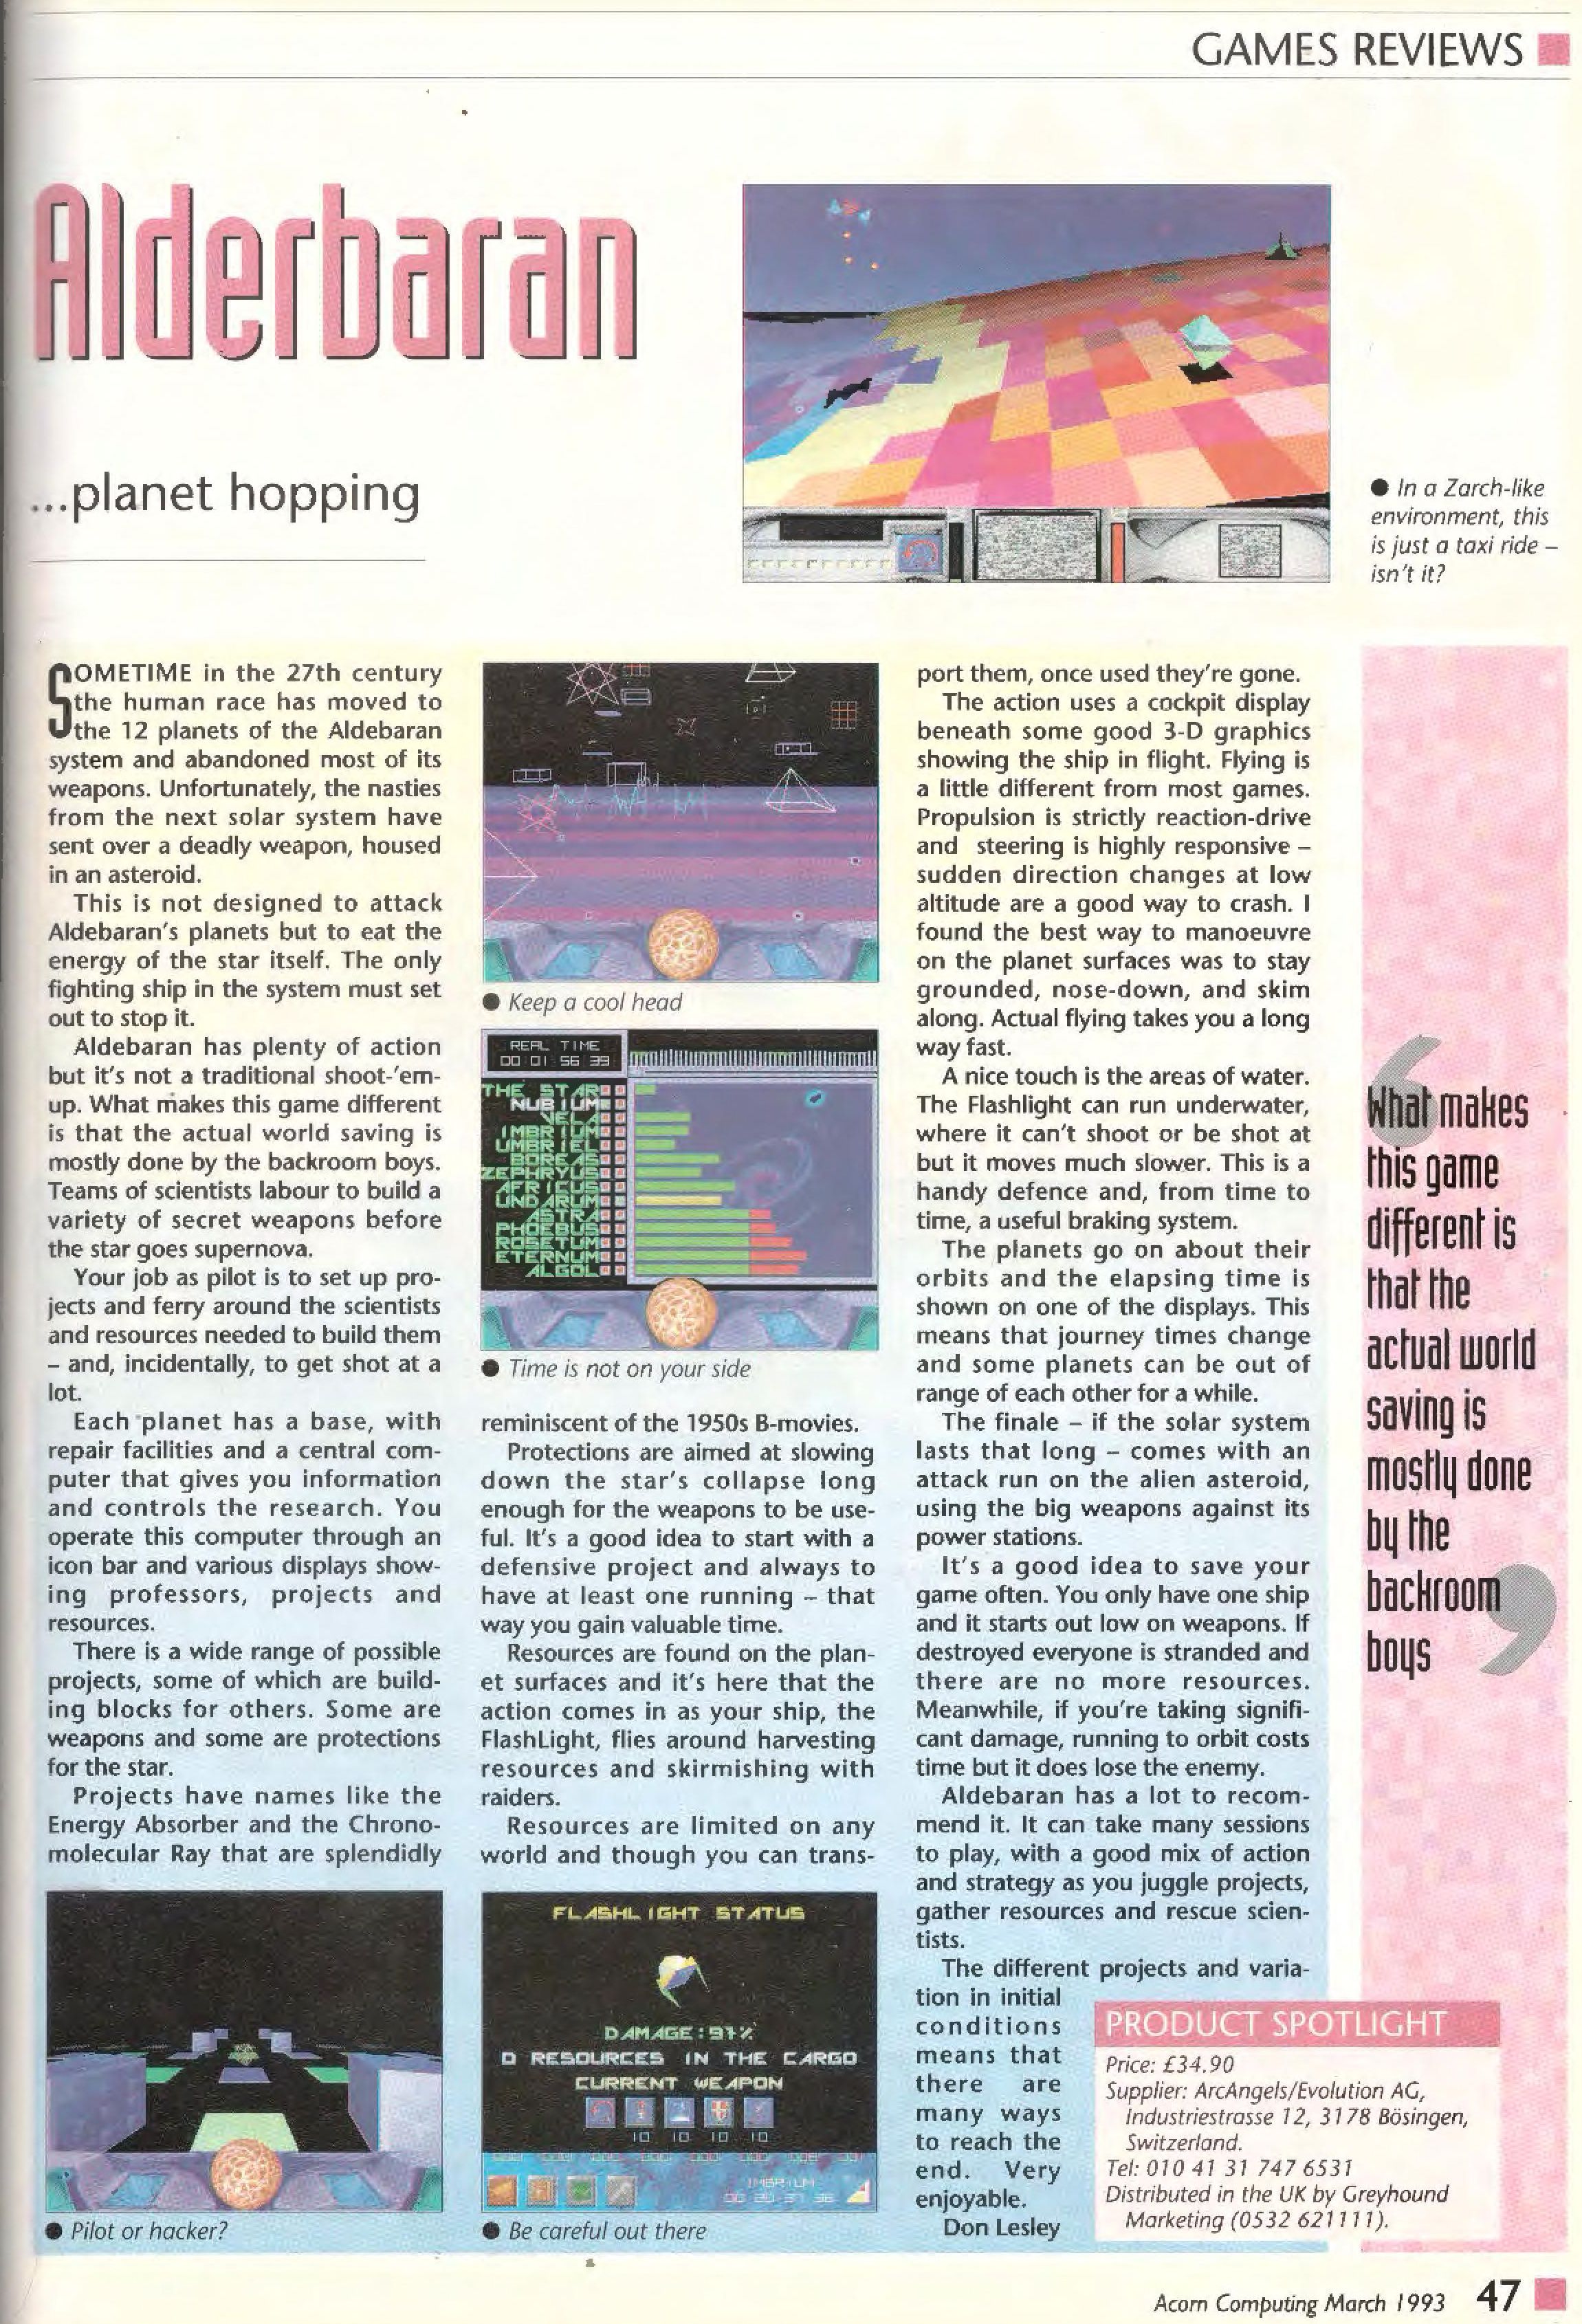 GAMES REVIEWS
Alderbaran
...planet hopping
● In a Zarch-like
environment, this
is just a taxi ride –
isn't it?
SOMETIME in the 27th century
the human race has moved to
the 12 planets of the Aldebaran
system and abandoned most of its
weapons. Unfortunately, the nasties
from the next solar system have
sent over a deadly weapon, housed
in an asteroid.
This is not designed to attack
Aldebaran's planets but to eat the
energy of the star itself. The only
fighting ship in the system must set
out to stop it.
Aldebaran has plenty of action
but it's not a traditional shoot-'em-
up. What makes this game different
is that the actual world saving is
mostly done by the backroom boys.
Teams of scientists labour to build a
variety of secret weapons before
the star goes supernova.
Your job as pilot is to set up pro-
jects and ferry around the scientists
and resources needed to build them
– and, incidentally, to get shot at a
lot.
Each planet has a base, with
repair facilities and a central com-
puter that gives you information
and controls the research. You
operate this computer through an
icon bar and various displays show-
ing professors, projects and
resources.
There is a wide range of possible
projects, some of which are build-
ing blocks for others. Some are
weapons and some are protections
for the star.
Projects have names like the
Energy Absorber and the Chrono-
molecular Ray that are splendidly
● Pilot or hacker?
● Keep a cool head
REAL TIME
00 01 56 39
THE STAR
NUBIUM
VELA
IMBRIUM
UMBRIEL
BOREAS
ZEPHRYUS
AFRICUS
UNDARUM
ASTRA
PHOEBUS
ROSETUM
ETERNUM
ALGOL
● Time is not on your side
reminiscent of the 1950s B-movies.
Protections are aimed at slowing
down the star's collapse long
enough for the weapons to be use-
ful. It's a good idea to start with a
defensive project and always to
have at least one running – that
way you gain valuable time.
Resources are found on the plan-
et surfaces and it's here that the
action comes in as your ship, the
FlashLight, flies around harvesting
resources and skirmishing with
raiders.
Resources are limited on any
world and though you can trans-
FLASHLIGHT STATUS
DAMAGE:91%
0 RESOURCES IN THE CARGO
CURRENT WEAPON
10 10 10 10
IMBRIUM
● Be careful out there
port them, once used they're gone.
The action uses a cockpit display
beneath some good 3-D graphics
showing the ship in flight. Flying is
a little different from most games.
Propulsion is strictly reaction-drive
and steering is highly responsive –
sudden direction changes at low
altitude are a good way to crash. I
found the best way to manoeuvre
on the planet surfaces was to stay
grounded, nose-down, and skim
along. Actual flying takes you a long
way fast.
A nice touch is the areas of water.
The Flashlight can run underwater,
where it can't shoot or be shot at
but it moves much slower. This is a
handy defence and, from time to
time, a useful braking system.
The planets go on about their
orbits and the elapsing time is
shown on one of the displays. This
means that journey times change
and some planets can be out of
range of each other for a while.
The finale – if the solar system
lasts that long – comes with an
attack run on the alien asteroid,
using the big weapons against its
power stations.
It's a good idea to save your
game often. You only have one ship
and it starts out low on weapons. If
destroyed everyone is stranded and
there are no more resources.
Meanwhile, if you're taking signifi-
cant damage, running to orbit costs
time but it does lose the enemy.
Aldebaran has a lot to recom-
mend it. It can take many sessions
to play, with a good mix of action
and strategy as you juggle projects,
gather resources and rescue scien-
tists.
The different projects and varia-
tion in initial
conditions
means that
there are
many ways
to reach the
end. Very
enjoyable.
Don Lesley
‘What makes
this game
different is
that the
actual world
saving is
mostly done
by the
backroom
boys’
PRODUCT SPOTLIGHT
Price: £34.90
Supplier: ArcAngels/Evolution AG,
Industriestrasse 12, 3178 Bösingen,
Switzerland.
Tel: 010 41 31 747 6531
Distributed in the UK by Greyhound
Marketing (0532 621111).
Acorn Computing March 1993 47